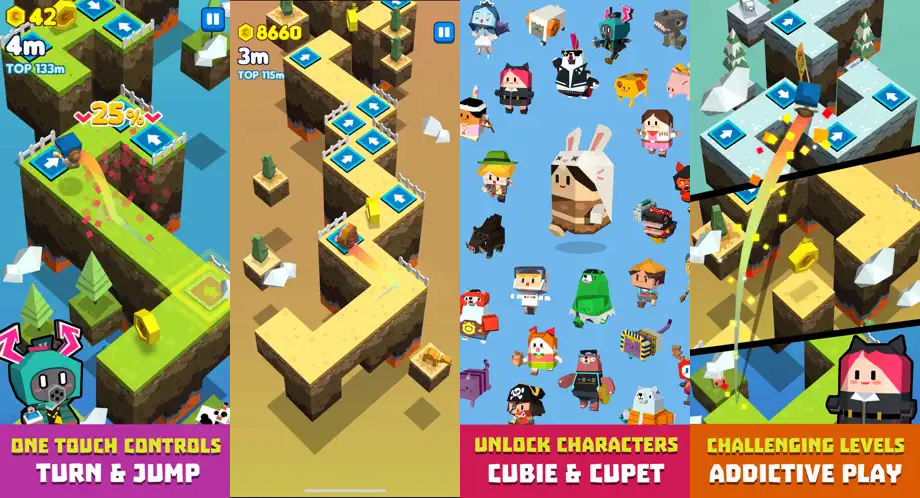 42
4m
TOP 133m
25%
ONE TOUCH CONTROLS
TURN & JUMP
8660
3m
TOP 115m
UNLOCK CHARACTERS
CUBIE & CUPET
CHALLENGING LEVELS
ADDICTIVE PLAY